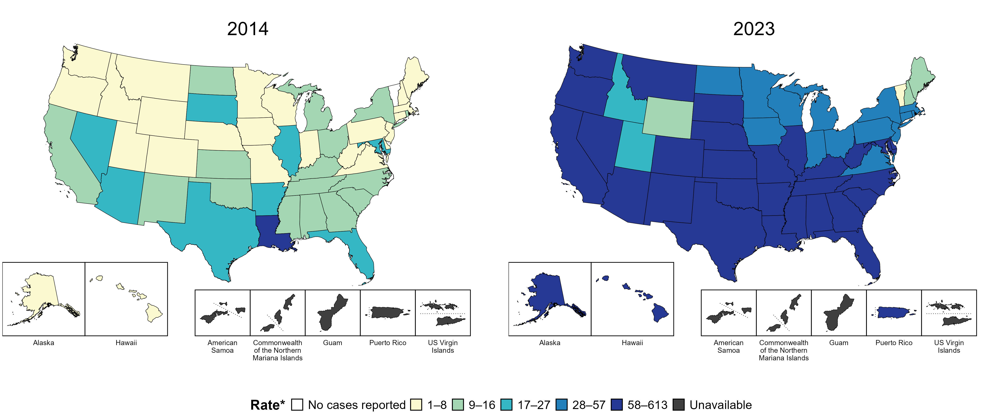 2014
2023
Alaska
Hawaii
American
Samoa
Commonwealth
of the Northern
Mariana Islands
Guam
Puerto Rico
US Virgin
Islands
Alaska
Hawaii
American
Samoa
Commonwealth
of the Northern
Mariana Islands
Guam
Puerto Rico
US Virgin
Islands
Rate* No cases reported 1–8 9–16 17–27 28–57 58–613 Unavailable